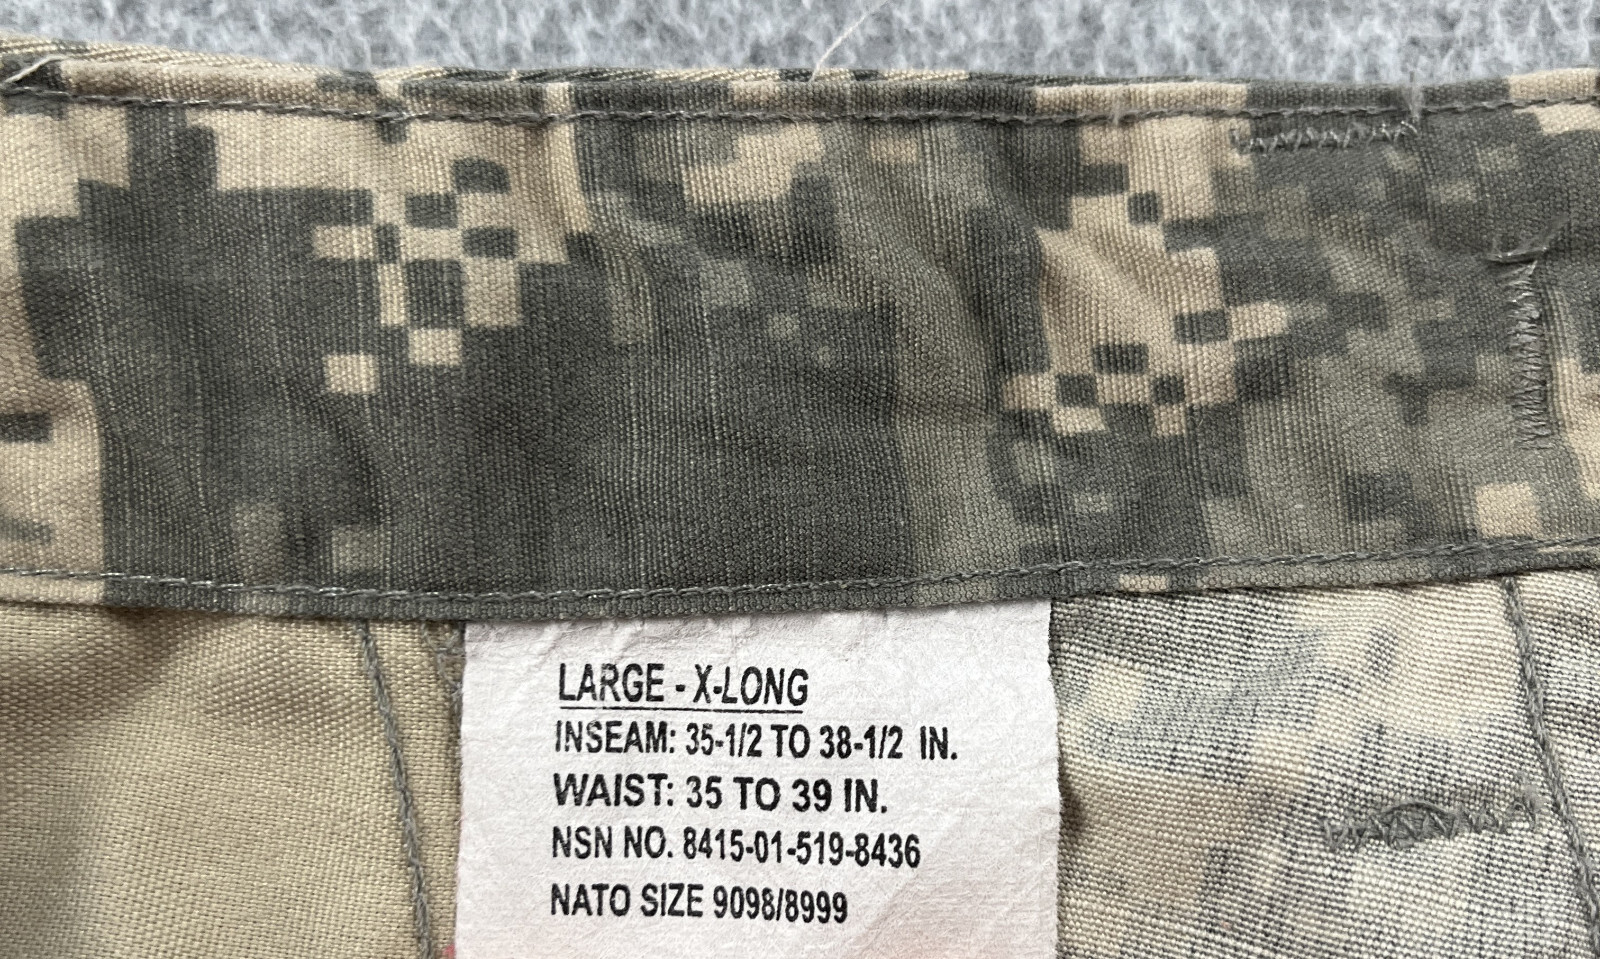 LARGE - X-LONG
INSEAM: 35-1/2 TO 38-1/2 IN.
WAIST: 35 TO 39 IN.
NSN NO. 8415-01-519-8436
NATO SIZE 9098/8999